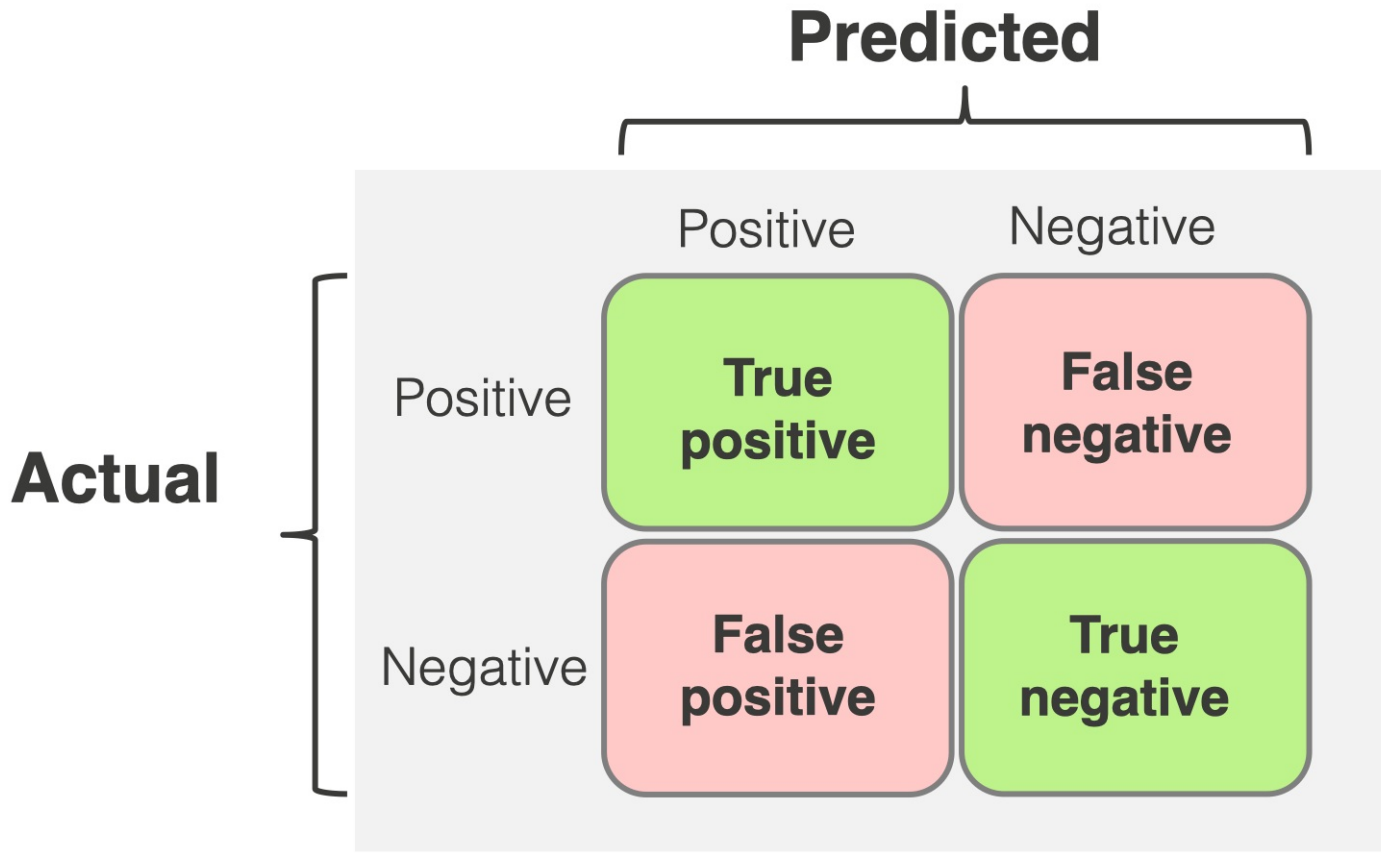 Predicted
Positive
Negative
Positive
True
positive
False
negative
Actual
Negative
False
positive
True
negative